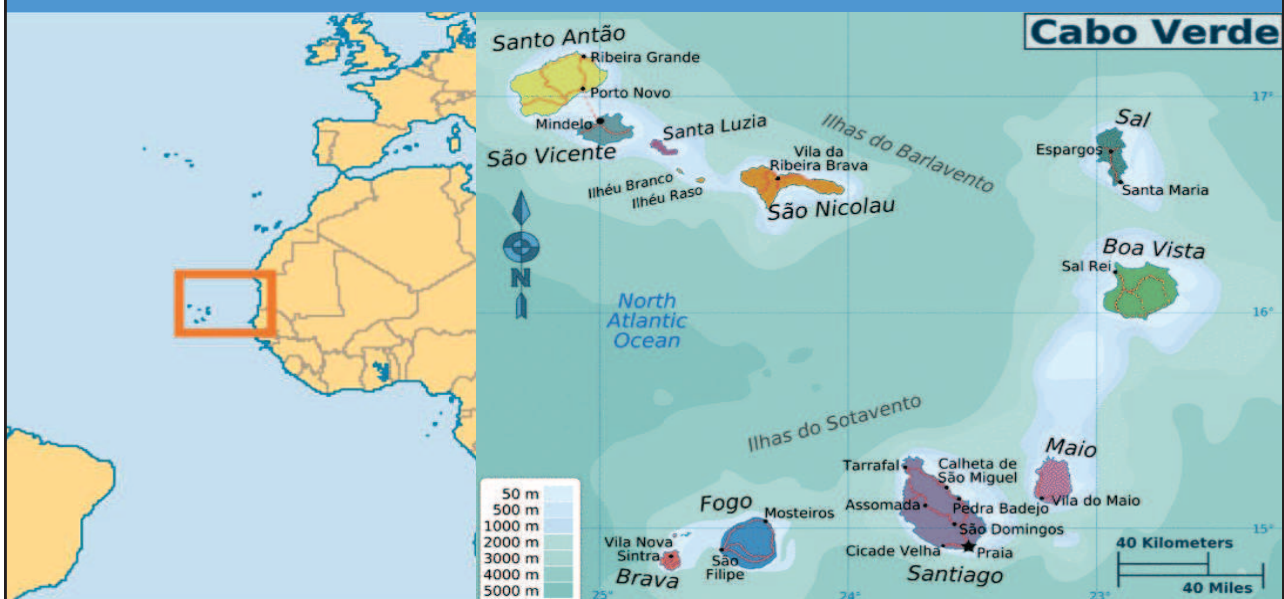 Cabo Verde
Santo Antão
Ribeira Grande
Porto Novo
Mindelo
São Vicente
Santa Luzia
Ilhéu Branco
Ilhéu Raso
Vila da
Ribeira Brava
São Nicolau
Ilhas do Barlavento
17°
Sal
Espargos
Santa Maria
Boa Vista
Sal Rei
N
North
Atlantic
Ocean
16°
Ilhas do Sotavento
Maio
Vila do Maio
Tarrafal
Calheta de
São Miguel
Assomada
Pedra Badejo
São Domingos
Cicade Velha
Praia
Santiago
Fogo
Mosteiros
São
Filipe
Vila Nova
Sintra
Brava
15°
50 m
500 m
1000 m
2000 m
3000 m
4000 m
5000 m
25°
24°
23°
40 Kilometers
40 Miles